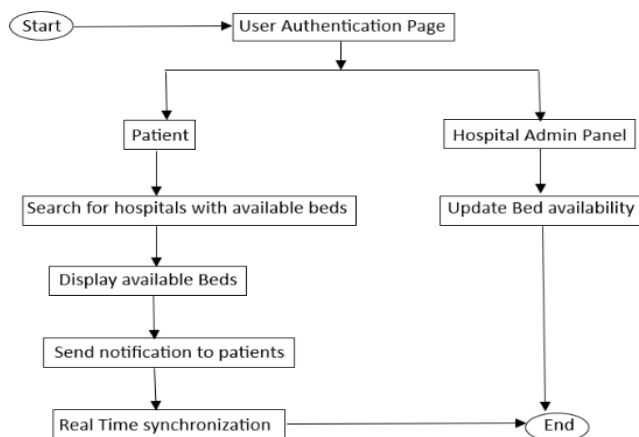 Start
User Authentication Page
Patient
Hospital Admin Panel
Search for hospitals with available beds
Update Bed availability
Display available Beds
Send notification to patients
Real Time synchronization
End